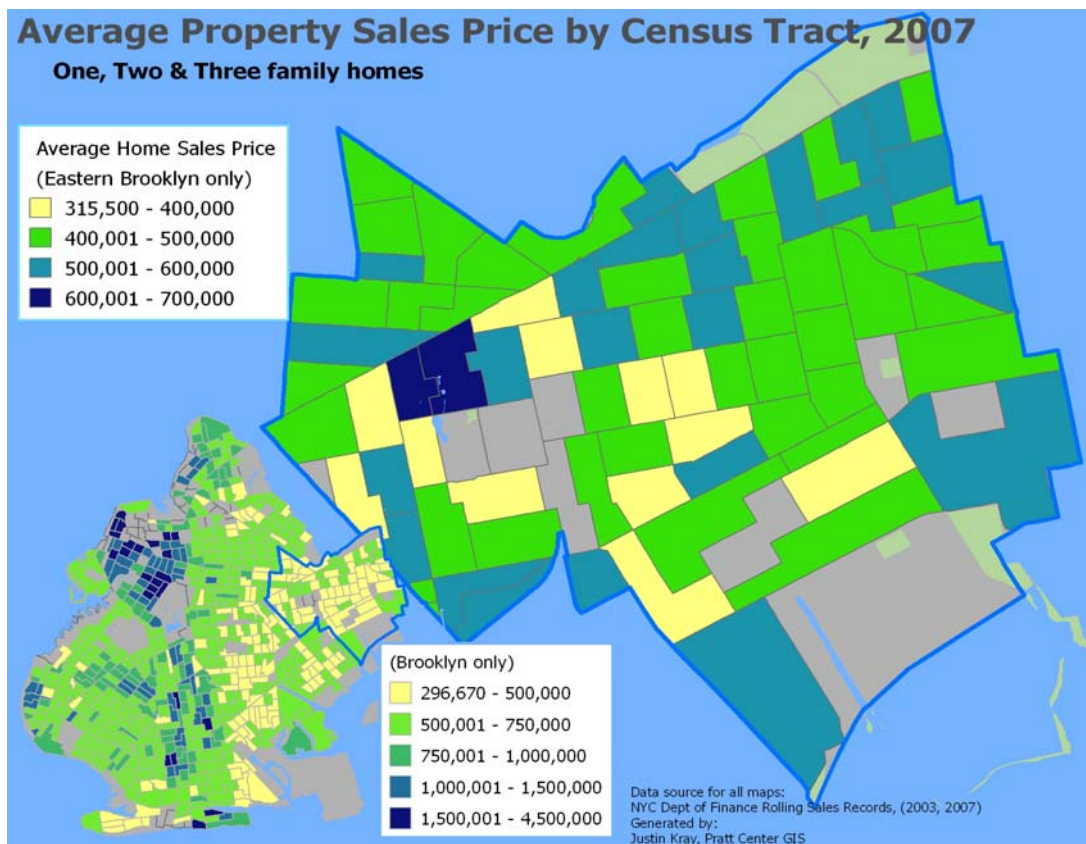 Average Property Sales Price by Census Tract, 2007
One, Two & Three family homes
Average Home Sales Price
(Eastern Brooklyn only)
315,500 - 400,000
400,001 - 500,000
500,001 - 600,000
600,001 - 700,000
(Brooklyn only)
296,670 - 500,000
500,001 - 750,000
750,001 - 1,000,000
1,000,001 - 1,500,000
1,500,001 - 4,500,000
Data source for all maps:
NYC Dept of Finance Rolling Sales Records, (2003, 2007)
Generated by:
Justin Kray, Pratt Center GIS